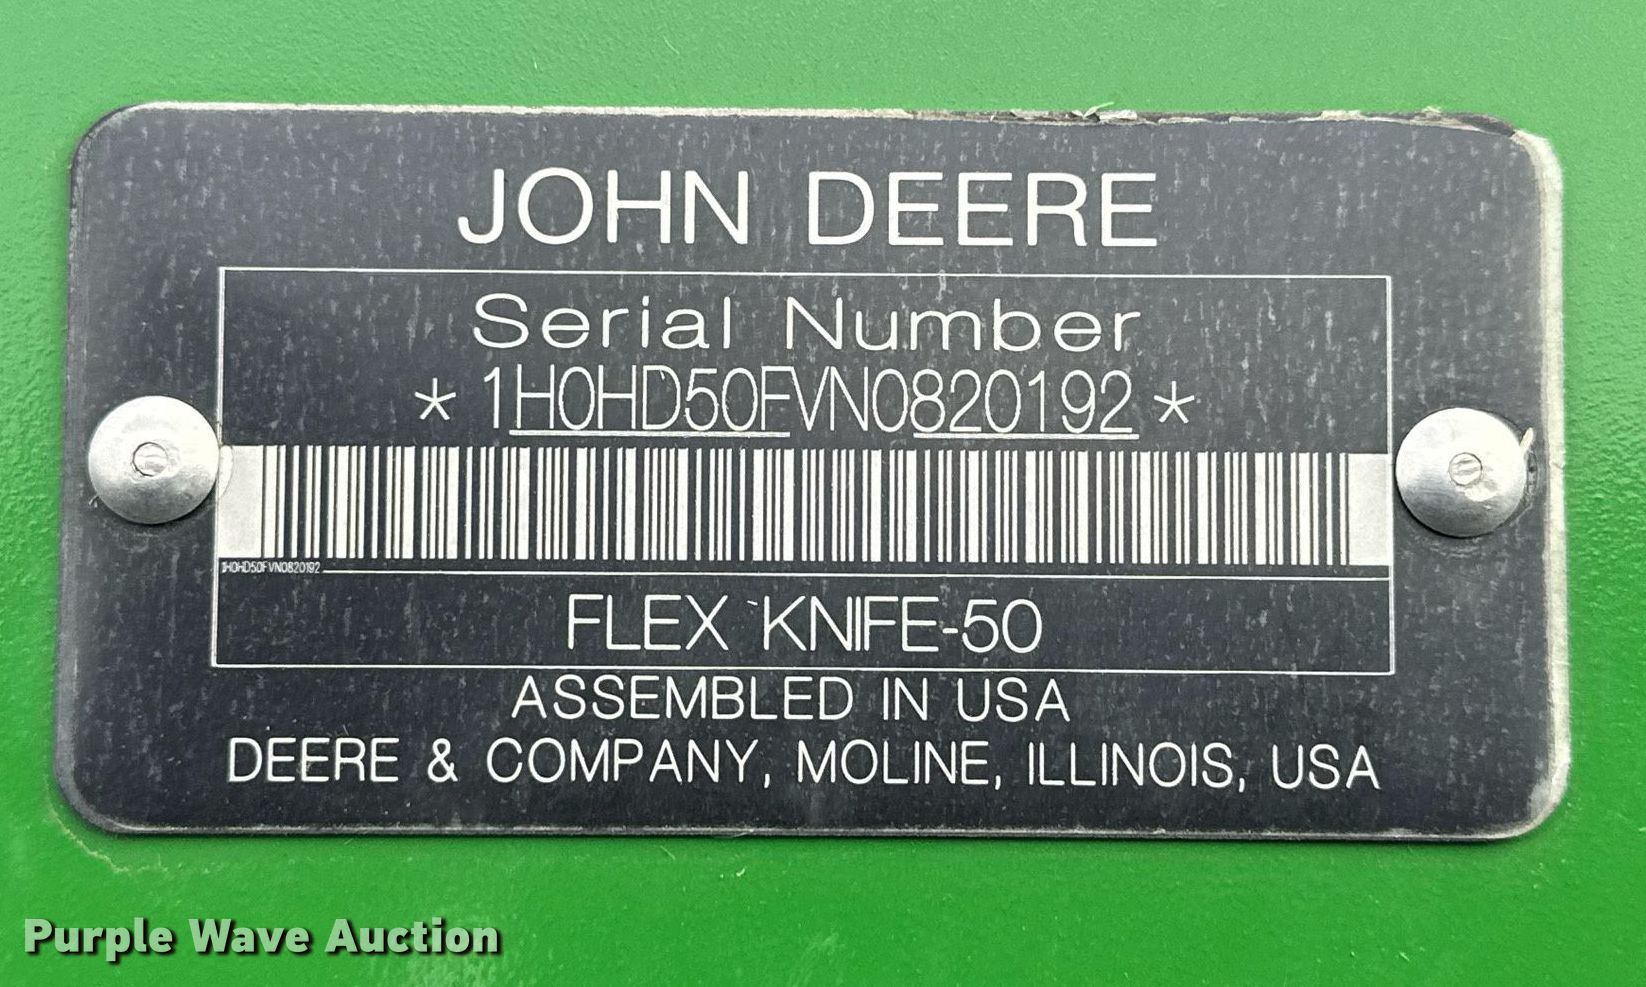 JOHN DEERE
Serial Number
* 1H0HD50FVN0820192 *
1H0HD50FVN0820192
FLEX KNIFE-50
ASSEMBLED IN USA
DEERE & COMPANY, MOLINE, ILLINOIS, USA
Purple Wave Auction